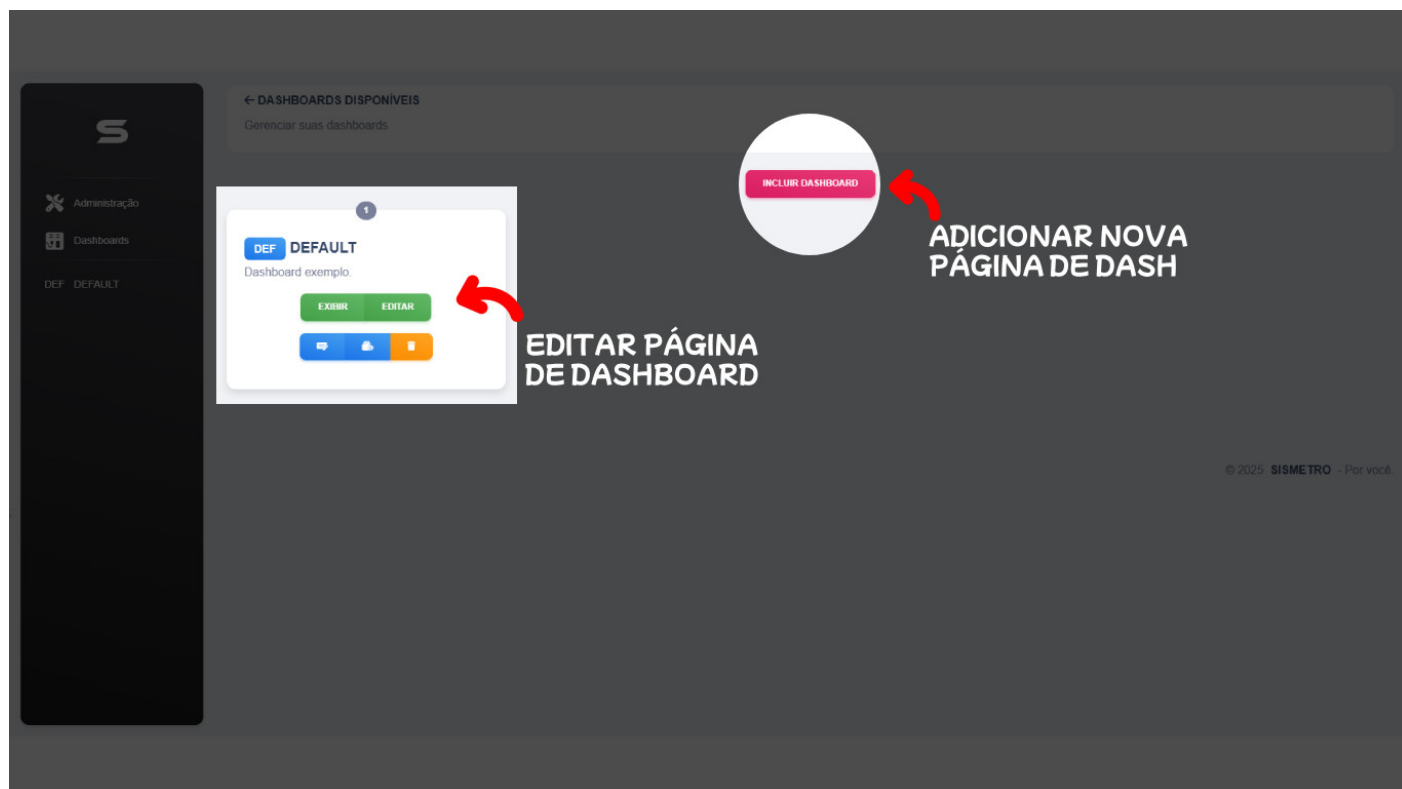 ← DASHBOARDS DISPONÍVEIS
Gerenciar suas dashboards
S
Administração
Dashboards
DEF DEFAULT
1
DEF DEFAULT
Dashboard exemplo.
EXIBIR EDITAR
INCLUIR DASHBOARD
ADICIONAR NOVA
PÁGINA DE DASH
EDITAR PÁGINA
DE DASHBOARD
© 2025 SISMETRO - Por você.